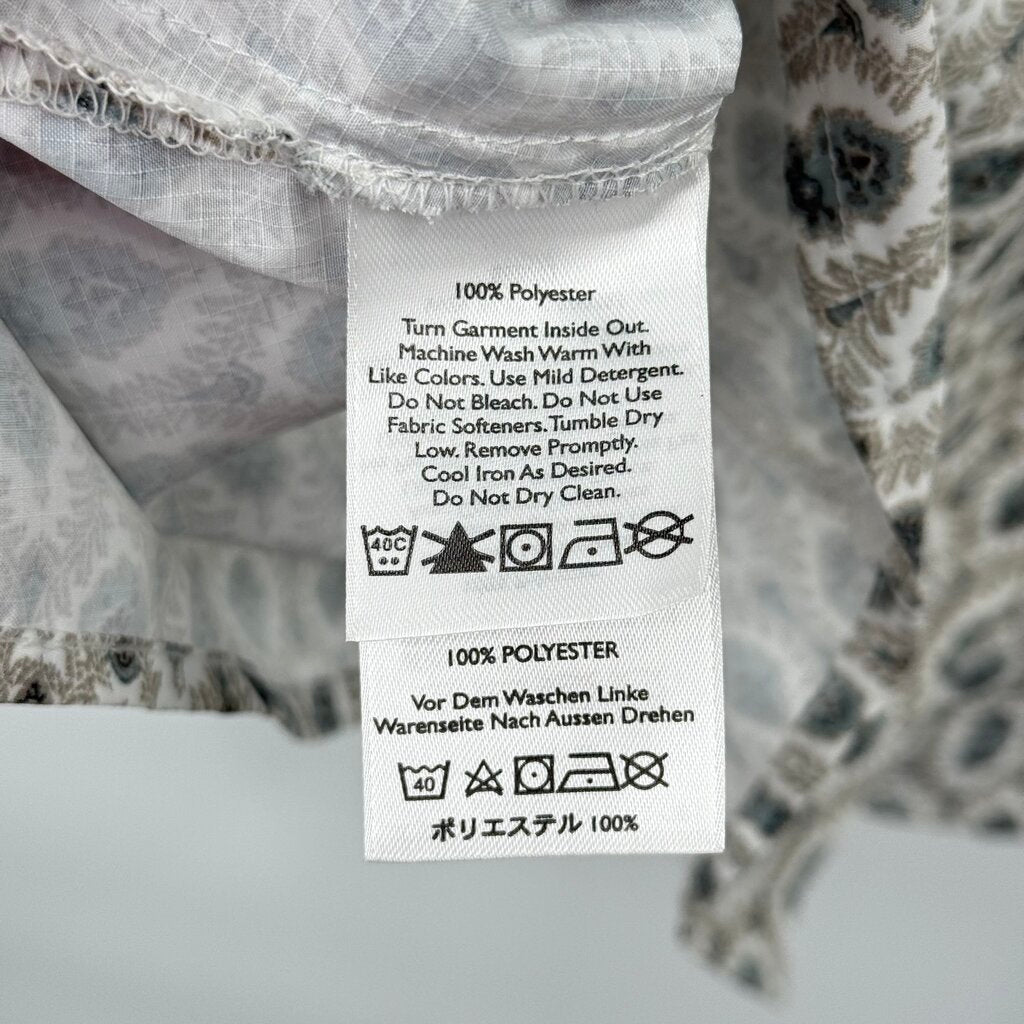 100% Polyester
Turn Garment Inside Out.
Machine Wash Warm With
Like Colors. Use Mild Detergent.
Do Not Bleach. Do Not Use
Fabric Softeners. Tumble Dry
Low. Remove Promptly.
Cool Iron As Desired.
Do Not Dry Clean.
40C
100% POLYESTER
Vor Dem Waschen Linke
Warenseite Nach Aussen Drehen
40
ポリエステル 100%